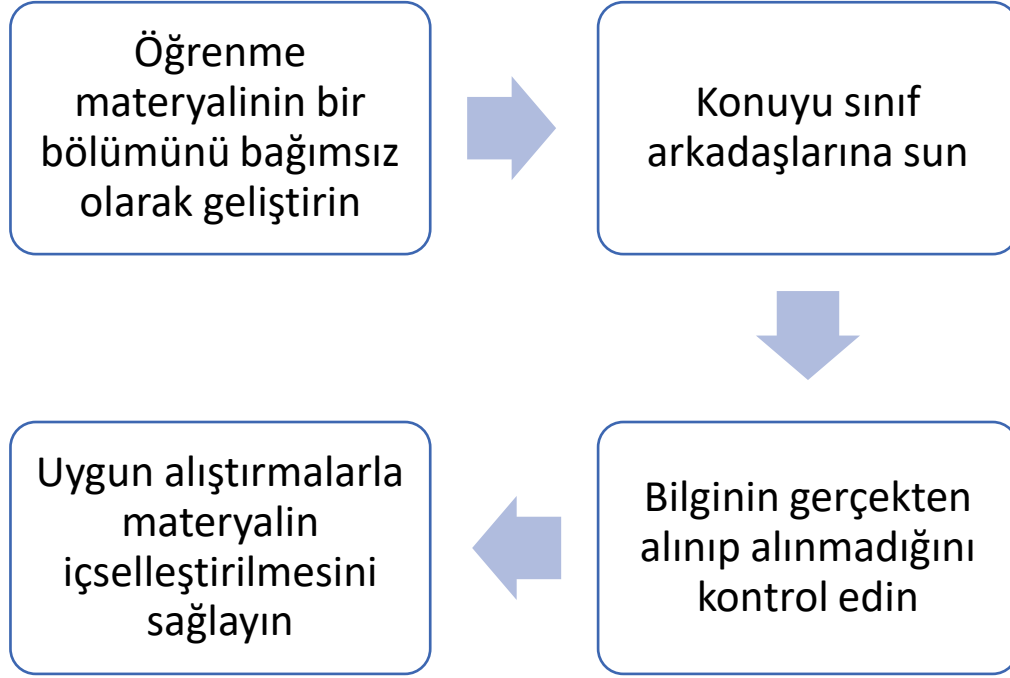 Öğrenme
materyalinin bir
bölümünü bağımsız
olarak geliştirin
Konuyu sınıf
arkadaşlarına sun
Bilginin gerçekten
alınıp alınmadığını
kontrol edin
Uygun alıştırmalarla
materyalin
içselleştirilmesini
sağlayın